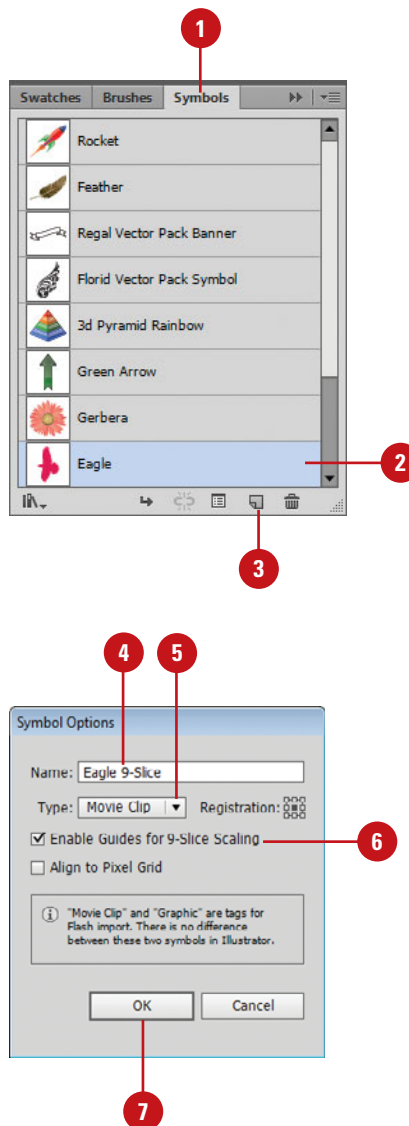 1
Swatches Brushes Symbols
Rocket
Feather
Regal Vector Pack Banner
Florid Vector Pack Symbol
3d Pyramid Rainbow
Green Arrow
Gerbera
Eagle
2
3
4 5
Symbol Options
Name: Eagle 9-Slice
Type: Movie Clip Registration:
Enable Guides for 9-Slice Scaling
6
Align to Pixel Grid
"Movie Clip" and "Graphic" are tags for
Flash import. There is no difference
between these two symbols in Illustrator.
OK Cancel
7